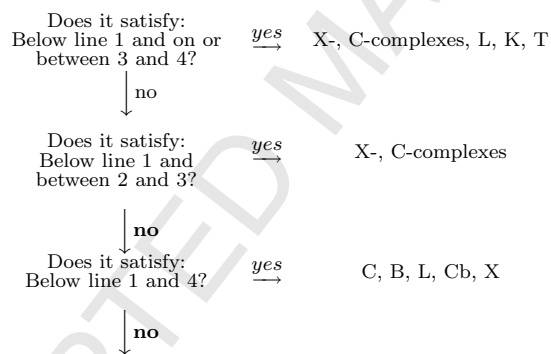 Does it satisfy:
Below line 1 and on or
between 3 and 4?
yes
X-, C-complexes, L, K, T
no
Does it satisfy:
Below line 1 and
between 2 and 3?
yes
X-, C-complexes
no
Does it satisfy:
Below line 1 and 4?
yes
C, B, L, Cb, X
no